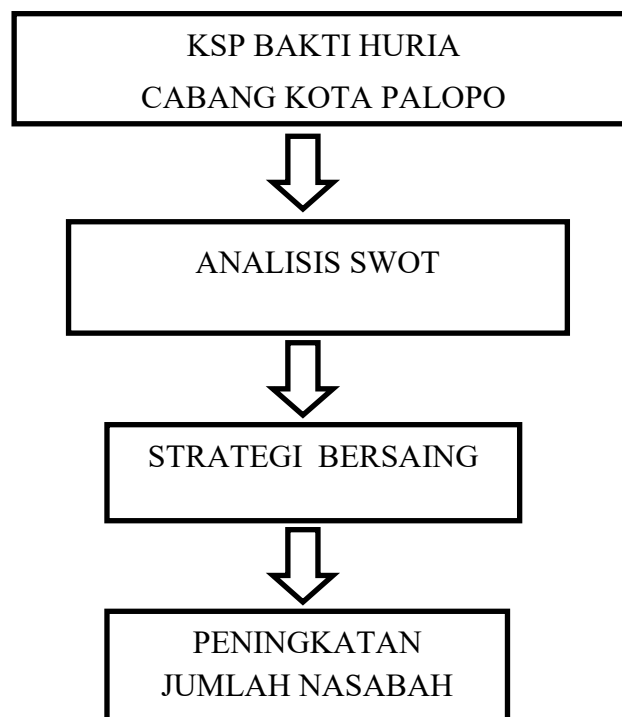 KSP BAKTI HURIA
CABANG KOTA PALOPO
ANALISIS SWOT
STRATEGI BERSAING
PENINGKATAN
JUMLAH NASABAH